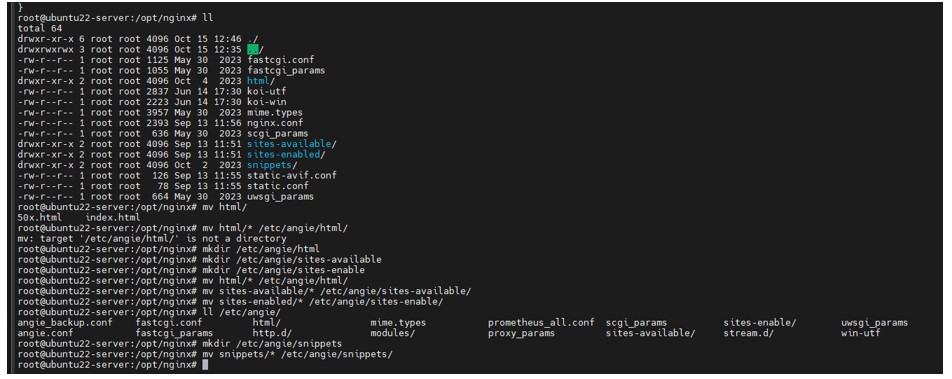 }
root@ubuntu22-server:/opt/nginx# ll
total 64
drwxr-xr-x 6 root root 4096 Oct 15 12:46 ./
drwxrwxrwx 3 root root 4096 Oct 15 12:35 ../
-rw-r--r-- 1 root root 1125 May 30  2023 fastcgi.conf
-rw-r--r-- 1 root root 1055 May 30  2023 fastcgi_params
drwxr-xr-x 2 root root 4096 Oct  4  2023 html/
-rw-r--r-- 1 root root 2837 Jun 14 17:30 koi-utf
-rw-r--r-- 1 root root 2223 Jun 14 17:30 koi-win
-rw-r--r-- 1 root root 3957 May 30  2023 mime.types
-rw-r--r-- 1 root root 2393 Sep 13 11:56 nginx.conf
-rw-r--r-- 1 root root  636 May 30  2023 scgi_params
drwxr-xr-x 2 root root 4096 Sep 13 11:51 sites-available/
drwxr-xr-x 2 root root 4096 Sep 13 11:51 sites-enabled/
drwxr-xr-x 2 root root 4096 Oct  2  2023 snippets/
-rw-r--r-- 1 root root  126 Sep 13 11:55 static-avif.conf
-rw-r--r-- 1 root root   78 Sep 13 11:55 static.conf
-rw-r--r-- 1 root root  664 May 30  2023 uwsgi_params
root@ubuntu22-server:/opt/nginx# mv html/
50x.html    index.html
root@ubuntu22-server:/opt/nginx# mv html/* /etc/angie/html/
mv: target '/etc/angie/html/' is not a directory
root@ubuntu22-server:/opt/nginx# mkdir /etc/angie/html
root@ubuntu22-server:/opt/nginx# mkdir /etc/angie/sites-available
root@ubuntu22-server:/opt/nginx# mkdir /etc/angie/sites-enable
root@ubuntu22-server:/opt/nginx# mv html/* /etc/angie/html/
root@ubuntu22-server:/opt/nginx# mv sites-available/* /etc/angie/sites-available/
root@ubuntu22-server:/opt/nginx# mv sites-enabled/* /etc/angie/sites-enable/
root@ubuntu22-server:/opt/nginx# ll /etc/angie/
angie_backup.conf    fastcgi.conf    html/    mime.types    prometheus_all.conf    scgi_params    sites-enable/    uwsgi_params
angie.conf    fastcgi_params    http.d/    modules/    proxy_params    sites-available/    stream.d/    win-utf
root@ubuntu22-server:/opt/nginx# mkdir /etc/angie/snippets
root@ubuntu22-server:/opt/nginx# mv snippets/* /etc/angie/snippets/
root@ubuntu22-server:/opt/nginx#